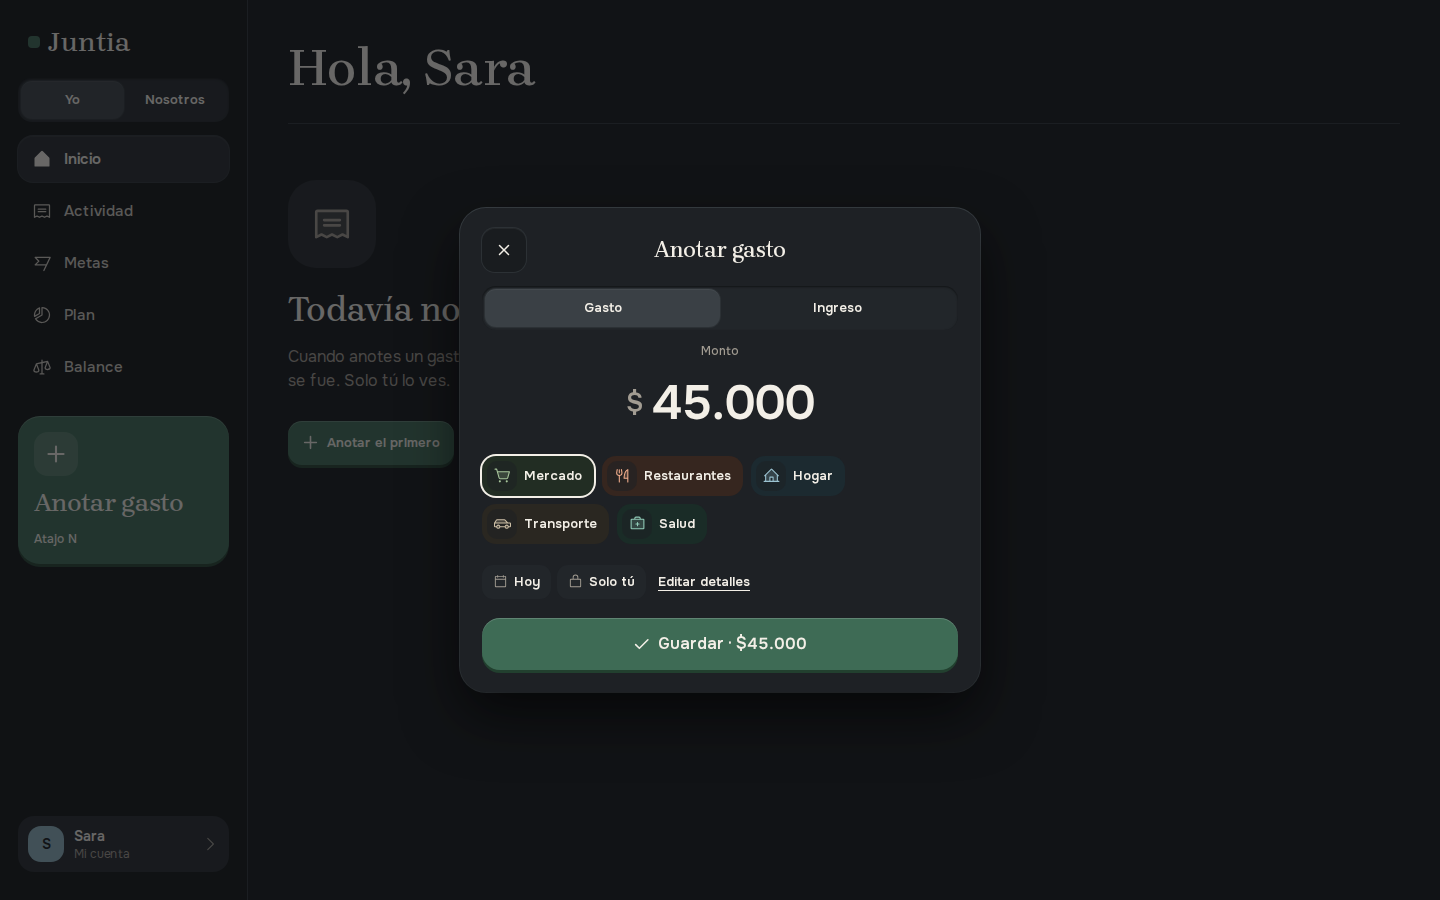 Juntia
Yo
Nosotros
Inicio
Actividad
Metas
Plan
Balance
Anotar gasto
Atajo N
S
Sara
Mi cuenta
Hola, Sara
Todavía no
Cuando anotes un gast
se fue. Solo tú lo ves.
Anotar el primero
Anotar gasto
Gasto
Ingreso
Monto
$ 45.000
Mercado
Restaurantes
Hogar
Transporte
Salud
Hoy
Solo tú
Editar detalles
Guardar · $45.000